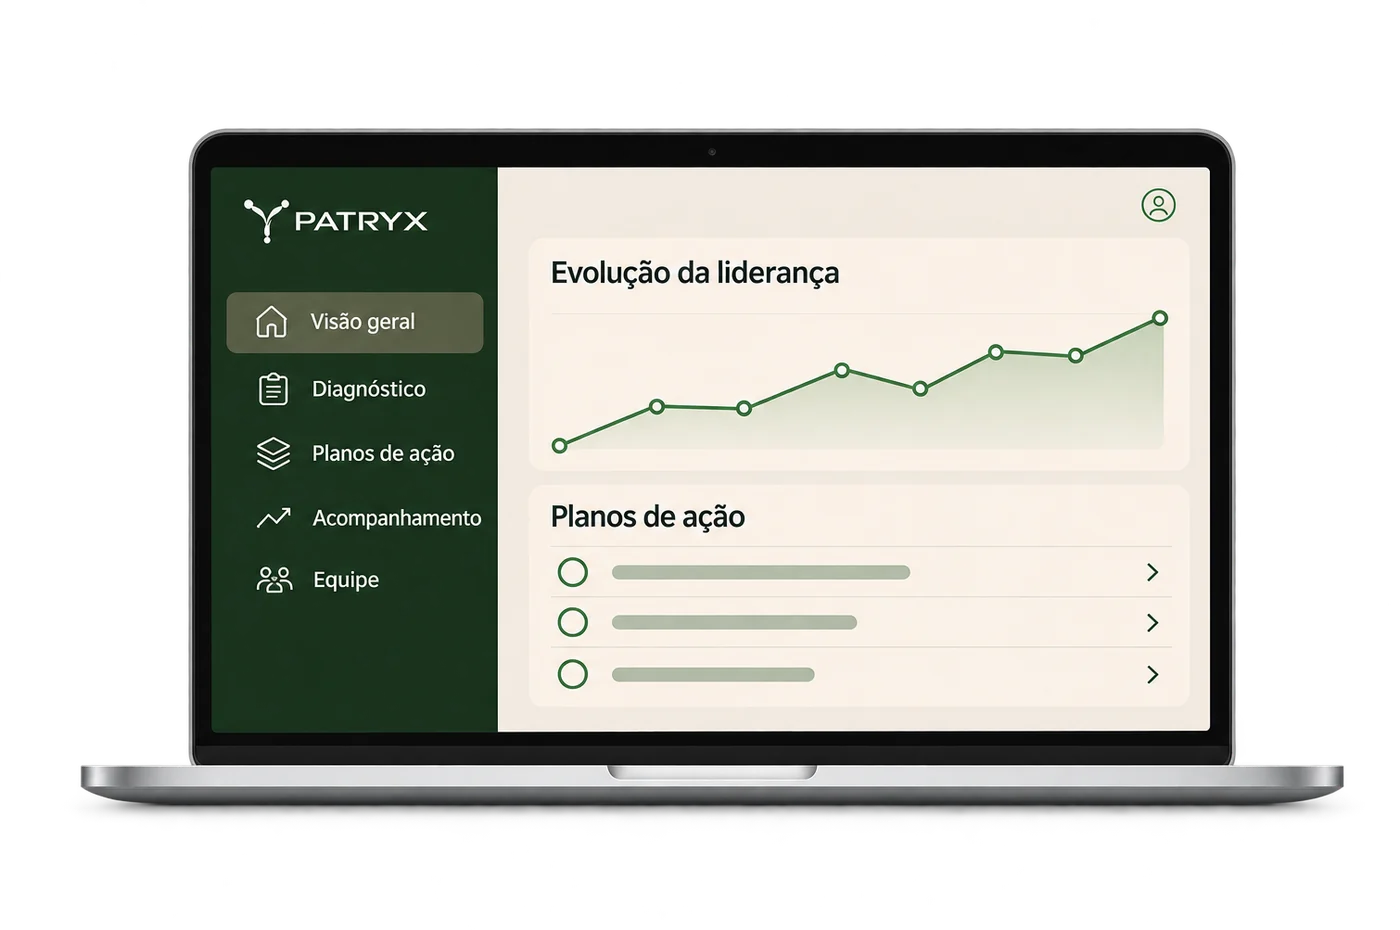 PATRYX
Visão geral
Diagnóstico
Planos de ação
Acompanhamento
Equipe
Evolução da liderança
Planos de ação